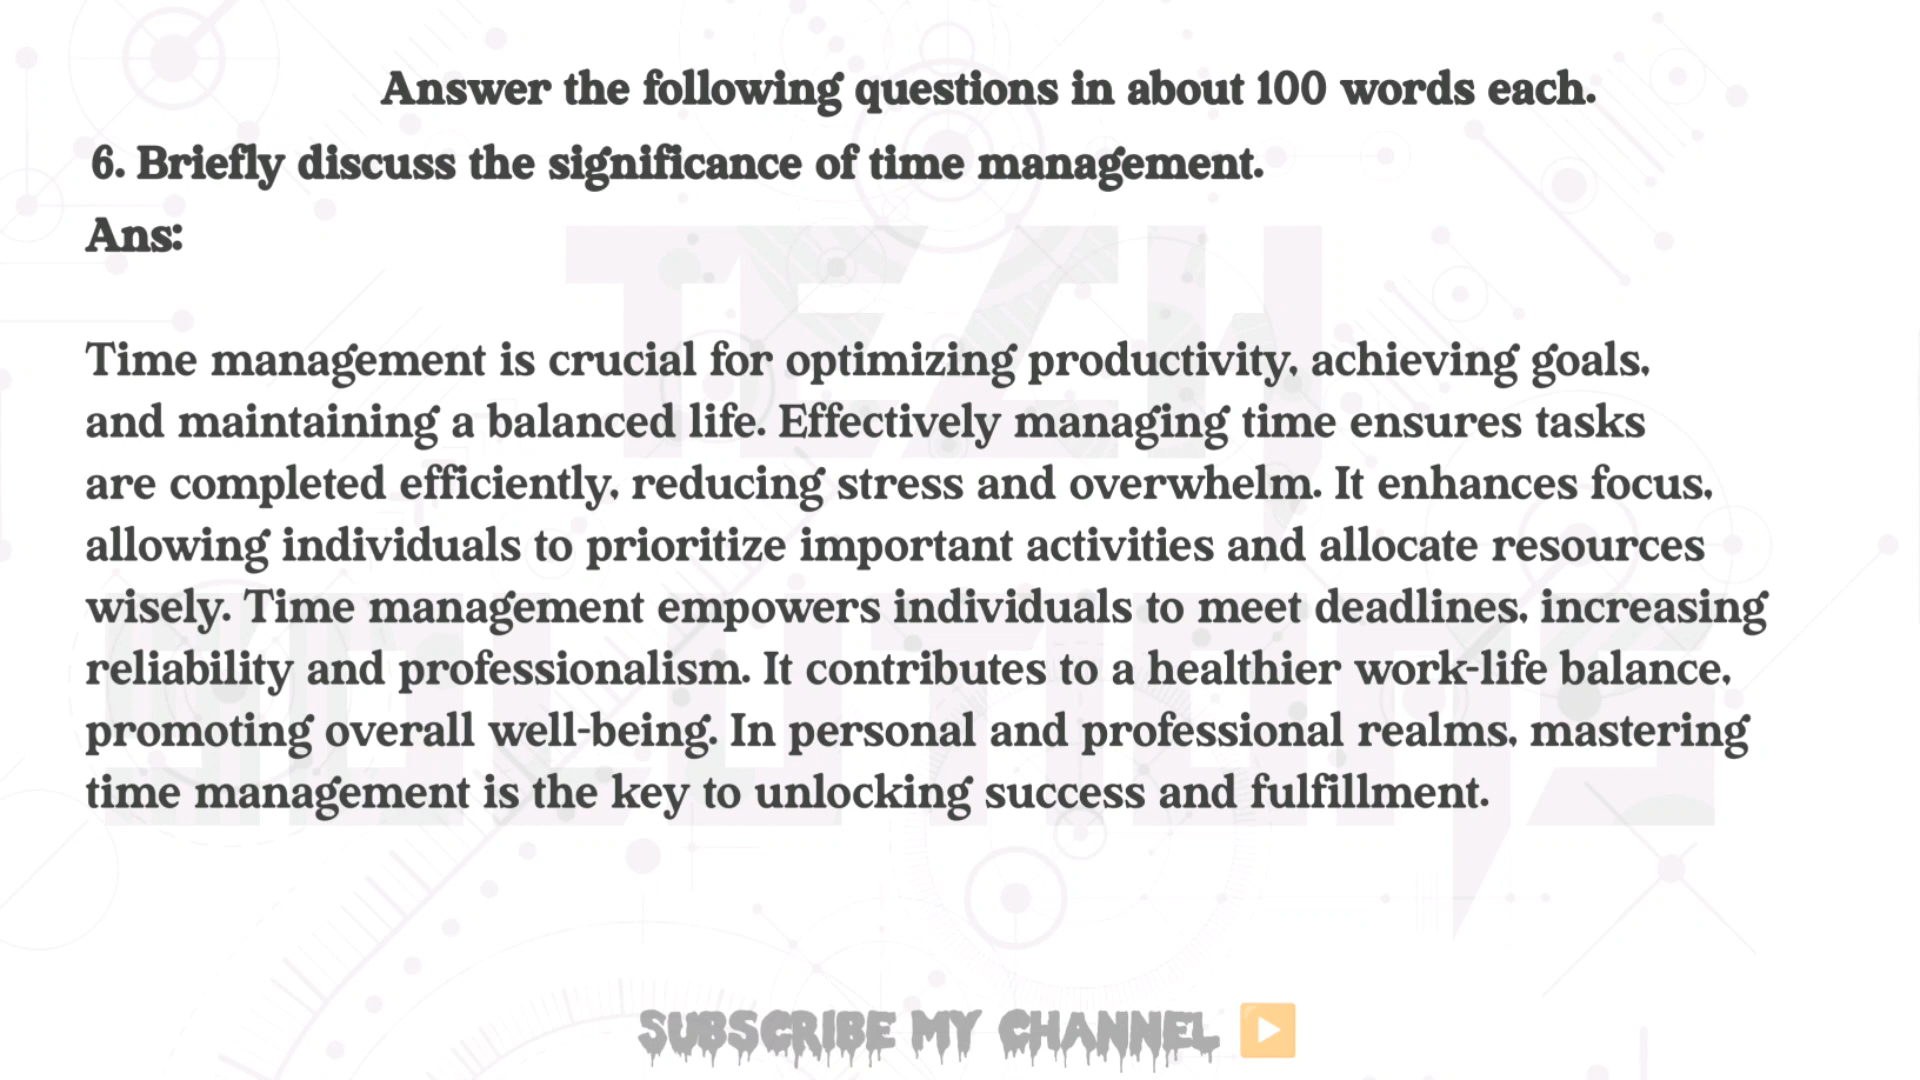 Answer the following questions in about 100 words each.
6. Briefly discuss the significance of time management.
Ans:
Time management is crucial for optimizing productivity, achieving goals,
and maintaining a balanced life. Effectively managing time ensures tasks
are completed efficiently, reducing stress and overwhelm. It enhances focus,
allowing individuals to prioritize important activities and allocate resources
wisely. Time management empowers individuals to meet deadlines, increasing
reliability and professionalism. It contributes to a healthier work-life balance,
promoting overall well-being. In personal and professional realms, mastering
time management is the key to unlocking success and fulfillment.
TECH
SOLUTIONS
SUBSCRIBE MY CHANNEL